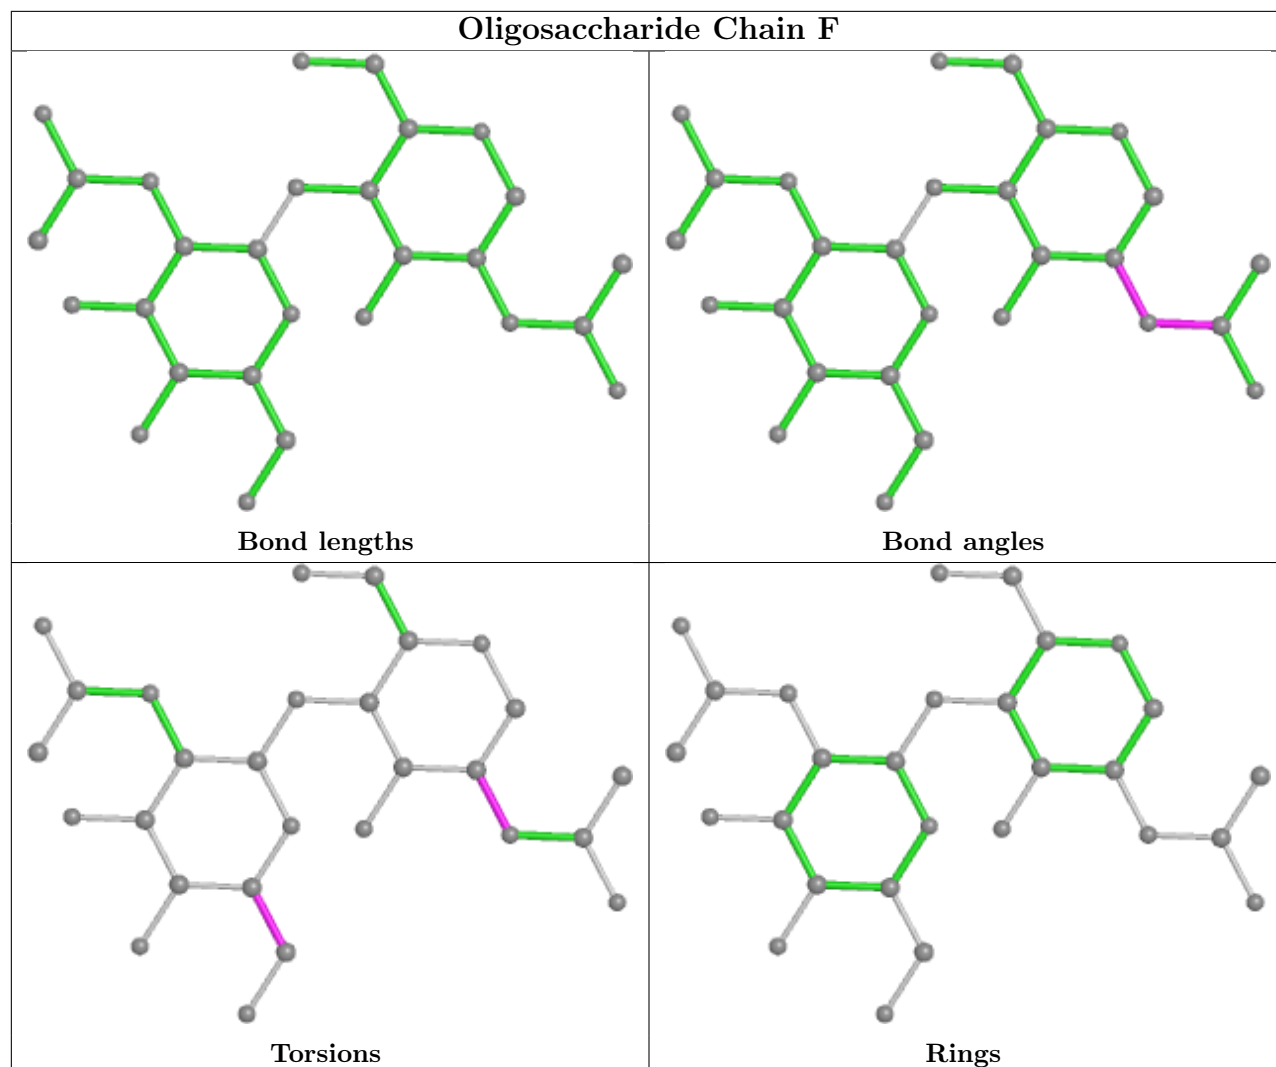 Oligosaccharide Chain F
Bond lengths
Bond angles
Torsions
Rings